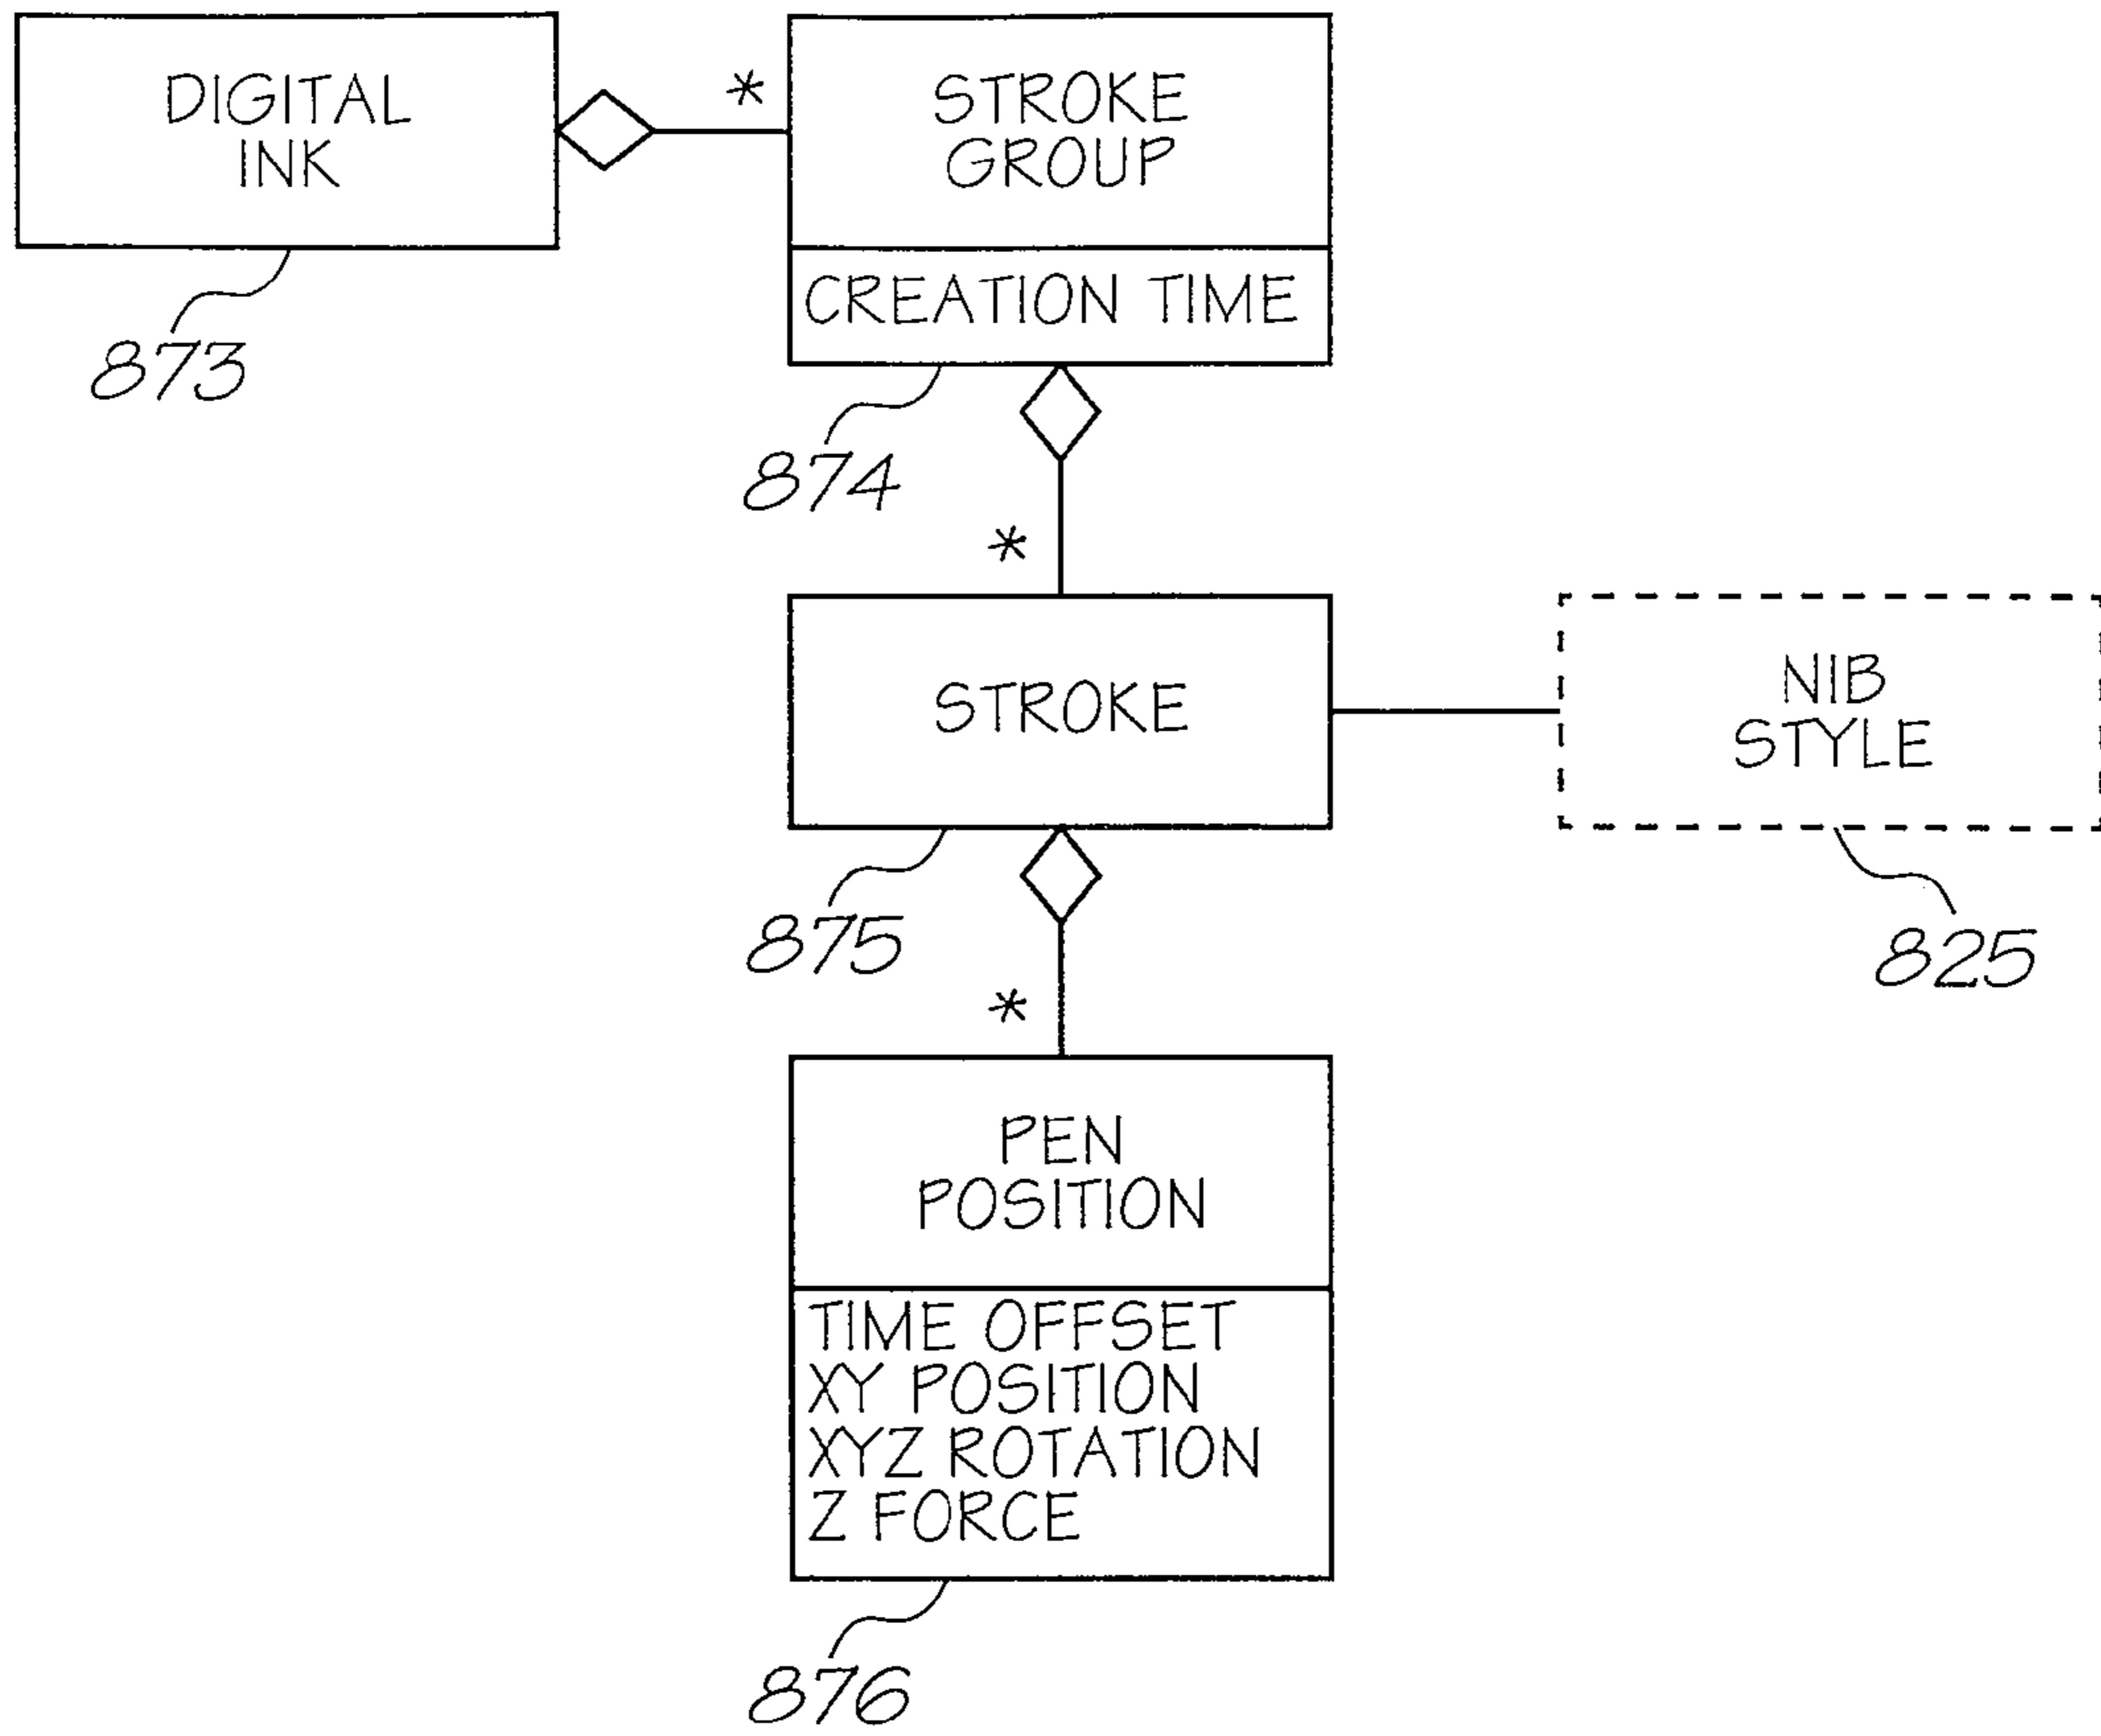 DIGITAL
INK
*
STROKE
GROUP
CREATION TIME
873
874
*
STROKE
NIB
STYLE
875
825
*
PEN
POSITION
TIME OFFSET
XY POSITION
XYZ ROTATION
Z FORCE
876